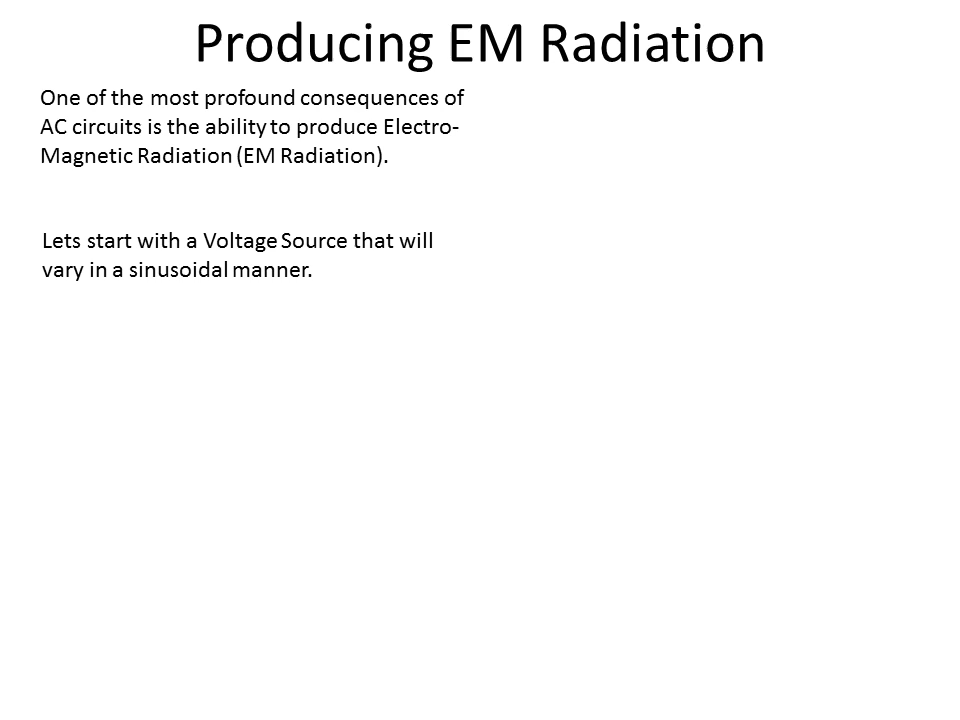 Producing EM Radiation
One of the most profound consequences of
AC circuits is the ability to produce Electro-
Magnetic Radiation (EM Radiation).
Lets start with a Voltage Source that will
vary in a sinusoidal manner.